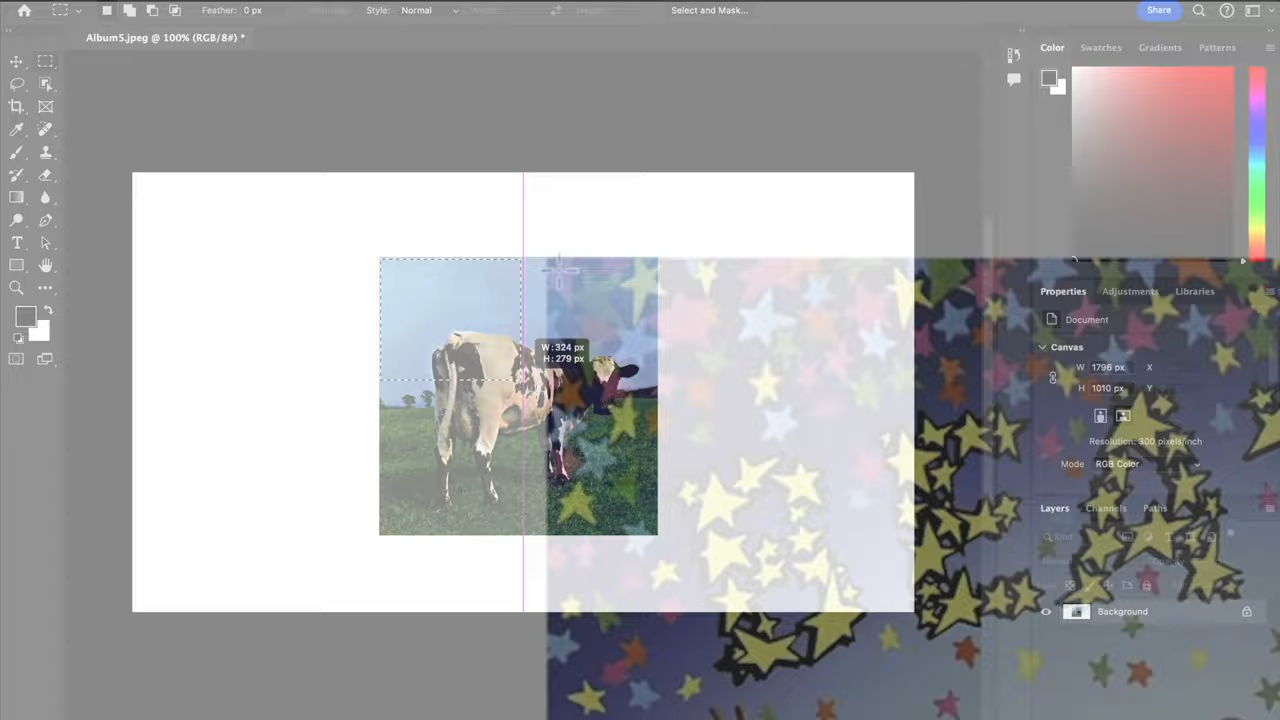 Feather: 0 px
Style: Normal
Select and Mask...
Share
Album5.jpeg @ 100% (RGB/8#) *
Color
Swatches
Gradients
Patterns
W: 324 px
H: 279 px
Properties
Adjustments
Libraries
Document
Canvas
W 1796 px X
H 1010 px Y
Resolution: 300 pixels/inch
Mode RGB Color
Layers
Channels
Paths
Kind
Normal
Background